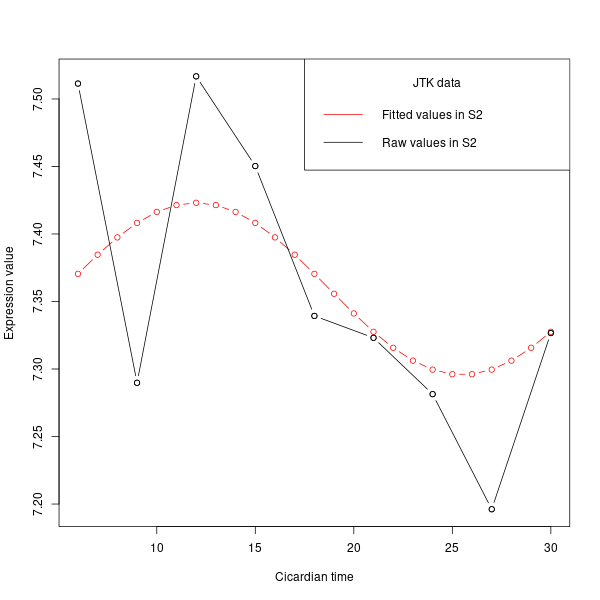 JTK data
Fitted values in S2
Raw values in S2
Expression value
7.50
7.45
7.40
7.35
7.30
7.25
7.20
10 15 20 25 30
Cicardian time